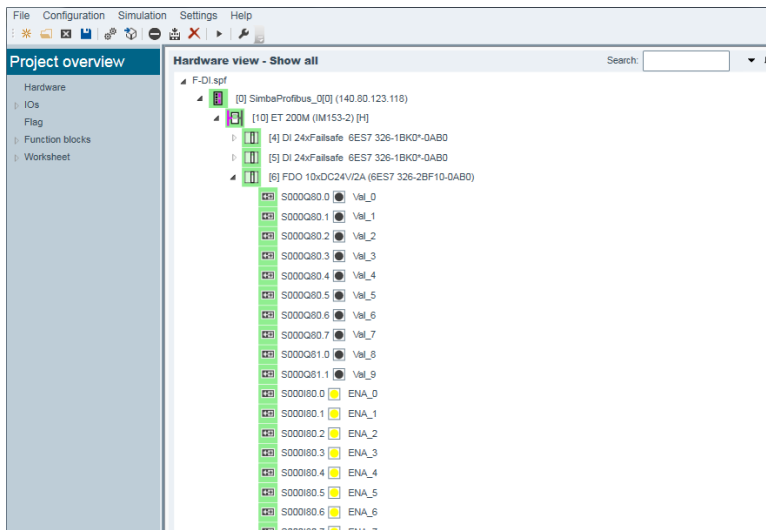 File Configuration Simulation Settings Help
Project overview
Hardware
IOs
Flag
Function blocks
Worksheet
Hardware view - Show all
Search:
F-DI.spf
[0] SimbaProfibus_0[0] (140.80.123.118)
[10] ET 200M (IM153-2) [H]
[4] DI 24xFailsafe 6ES7 326-1BK0*-0AB0
[5] DI 24xFailsafe 6ES7 326-1BK0*-0AB0
[6] FDO 10xDC24V/2A (6ES7 326-2BF10-0AB0)
S000Q80.0 Val_0
S000Q80.1 Val_1
S000Q80.2 Val_2
S000Q80.3 Val_3
S000Q80.4 Val_4
S000Q80.5 Val_5
S000Q80.6 Val_6
S000Q80.7 Val_7
S000Q81.0 Val_8
S000Q81.1 Val_9
S000I80.0 ENA_0
S000I80.1 ENA_1
S000I80.2 ENA_2
S000I80.3 ENA_3
S000I80.4 ENA_4
S000I80.5 ENA_5
S000I80.6 ENA_6